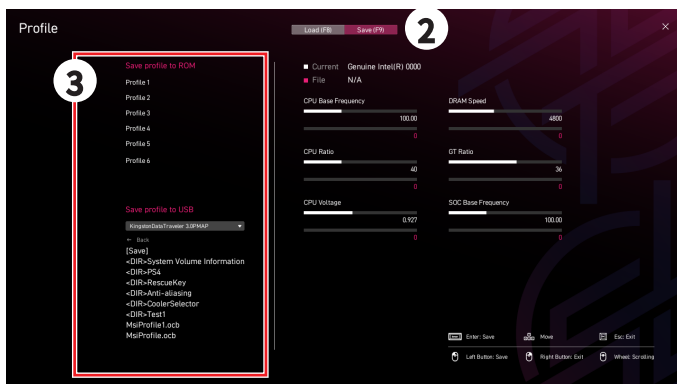 Profile
Load (F8)
Save (F9)
2
×
3
Save profile to ROM
Profile 1
Profile 2
Profile 3
Profile 4
Profile 5
Profile 6
Save profile to USB
KingstonDataTraveler 3.0PMAP
← Back
[Save]
<DIR>System Volume Information
<DIR>PS4
<DIR>RescueKey
<DIR>Anti-aliasing
<DIR>CoolerSelector
<DIR>Test1
MsiProfile1.ocb
MsiProfile.ocb
Current Genuine Intel(R) 0000
File N/A
CPU Base Frequency
100.00
0
DRAM Speed
4800
0
CPU Ratio
40
0
GT Ratio
36
0
CPU Voltage
0.927
0
SOC Base Frequency
100.00
0
Enter: Save
Move
Esc: Exit
Left Button: Save
Right Button: Exit
Wheel: Scrolling